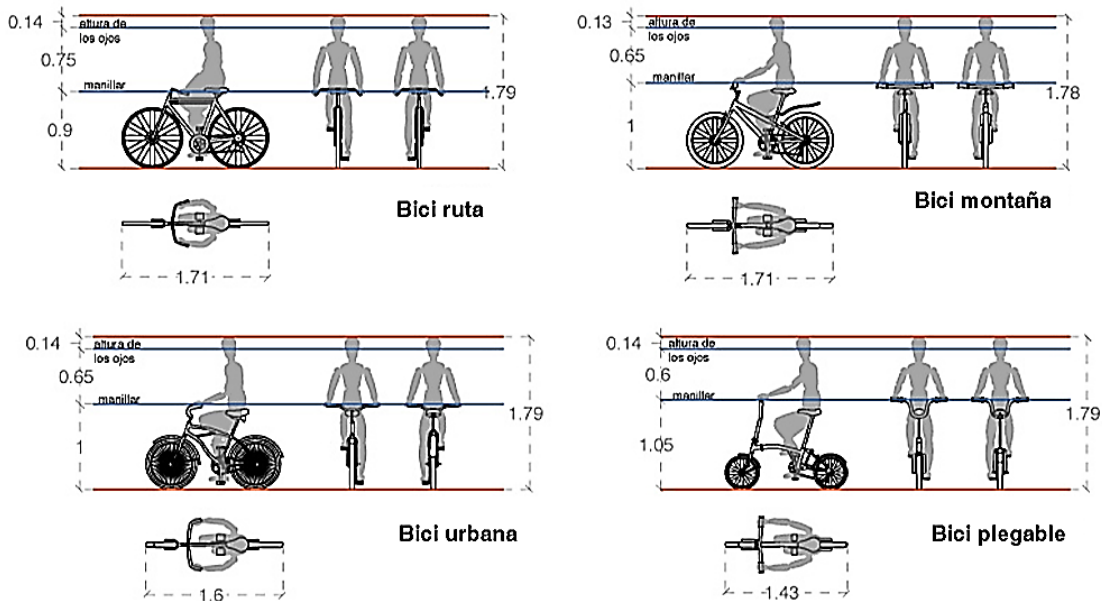 0.14
altura de
los ojos
0.75
manillar
0.9
1.79
Bici ruta
1.71
0.13
altura de
los ojos
0.65
manillar
1
1.78
Bici montaña
1.71
0.14
altura de
los ojos
0.65
manillar
1
1.79
Bici urbana
1.6
0.14
altura de
los ojos
0.6
manillar
1.05
1.79
Bici plegable
1.43